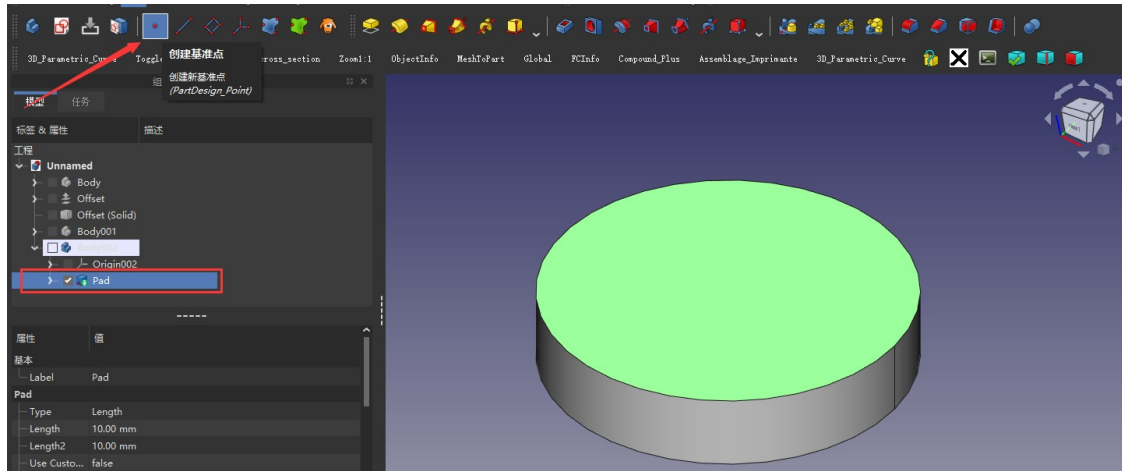 3D_Parametric_Curve Toggle ross_section Zoom1:1 ObjectInfo MeshToPart Global FCInfo Compound_Plus Assemblage_Imprimante 3D_Parametric_Curve
创建基准点
创建新基准点
(PartDesign_Point)
组
模型 任务
标签 & 属性 描述
工程
Unnamed
Body
Offset
Offset (Solid)
Body001
Origin002
Pad
属性 值
基本
Label Pad
Pad
Type Length
Length 10.00 mm
Length2 10.00 mm
Use Custo... false